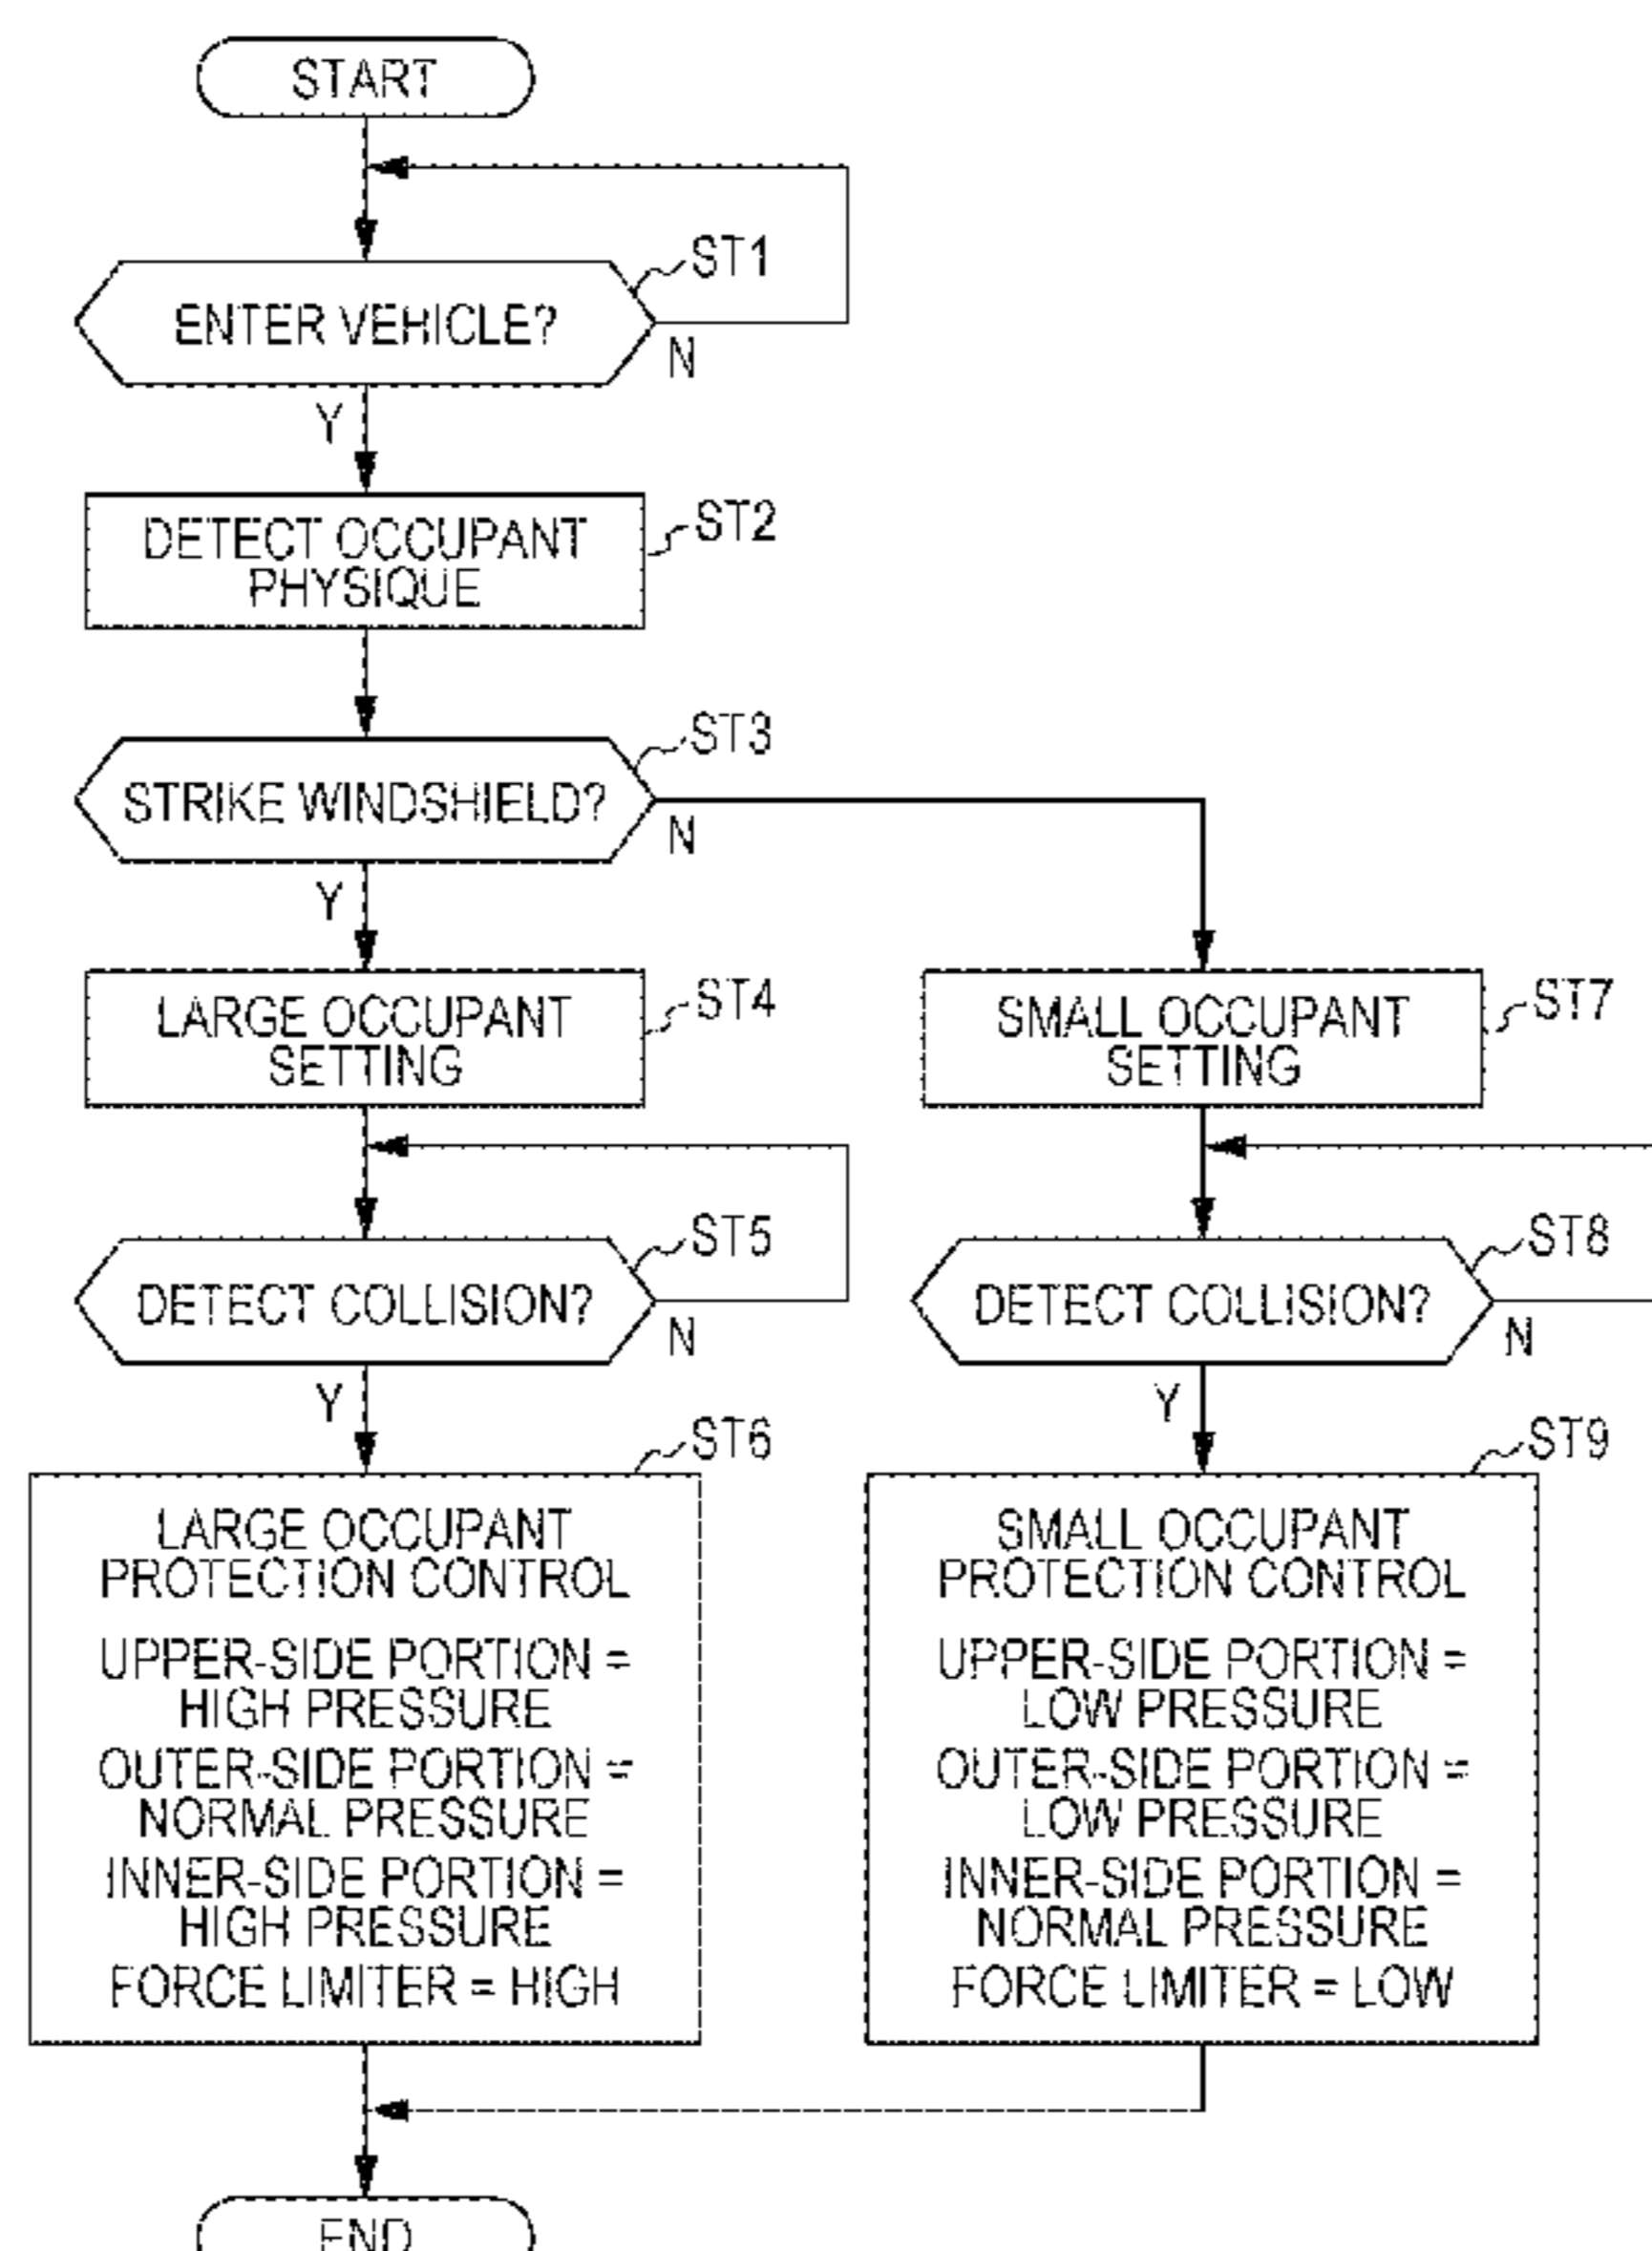 START
ST1
ENTER VEHICLE?
N
Y
DETECT OCCUPANT
PHYSIQUE
ST2
ST3
STRIKE WINDSHIELD?
N
Y
LARGE OCCUPANT
SETTING
ST4
SMALL OCCUPANT
SETTING
ST7
ST5
DETECT COLLISION?
N
Y
ST8
DETECT COLLISION?
N
Y
ST6
LARGE OCCUPANT
PROTECTION CONTROL
UPPER-SIDE PORTION =
HIGH PRESSURE
OUTER-SIDE PORTION =
NORMAL PRESSURE
INNER-SIDE PORTION =
HIGH PRESSURE
FORCE LIMITER = HIGH
ST9
SMALL OCCUPANT
PROTECTION CONTROL
UPPER-SIDE PORTION =
LOW PRESSURE
OUTER-SIDE PORTION =
LOW PRESSURE
INNER-SIDE PORTION =
NORMAL PRESSURE
FORCE LIMITER = LOW
END